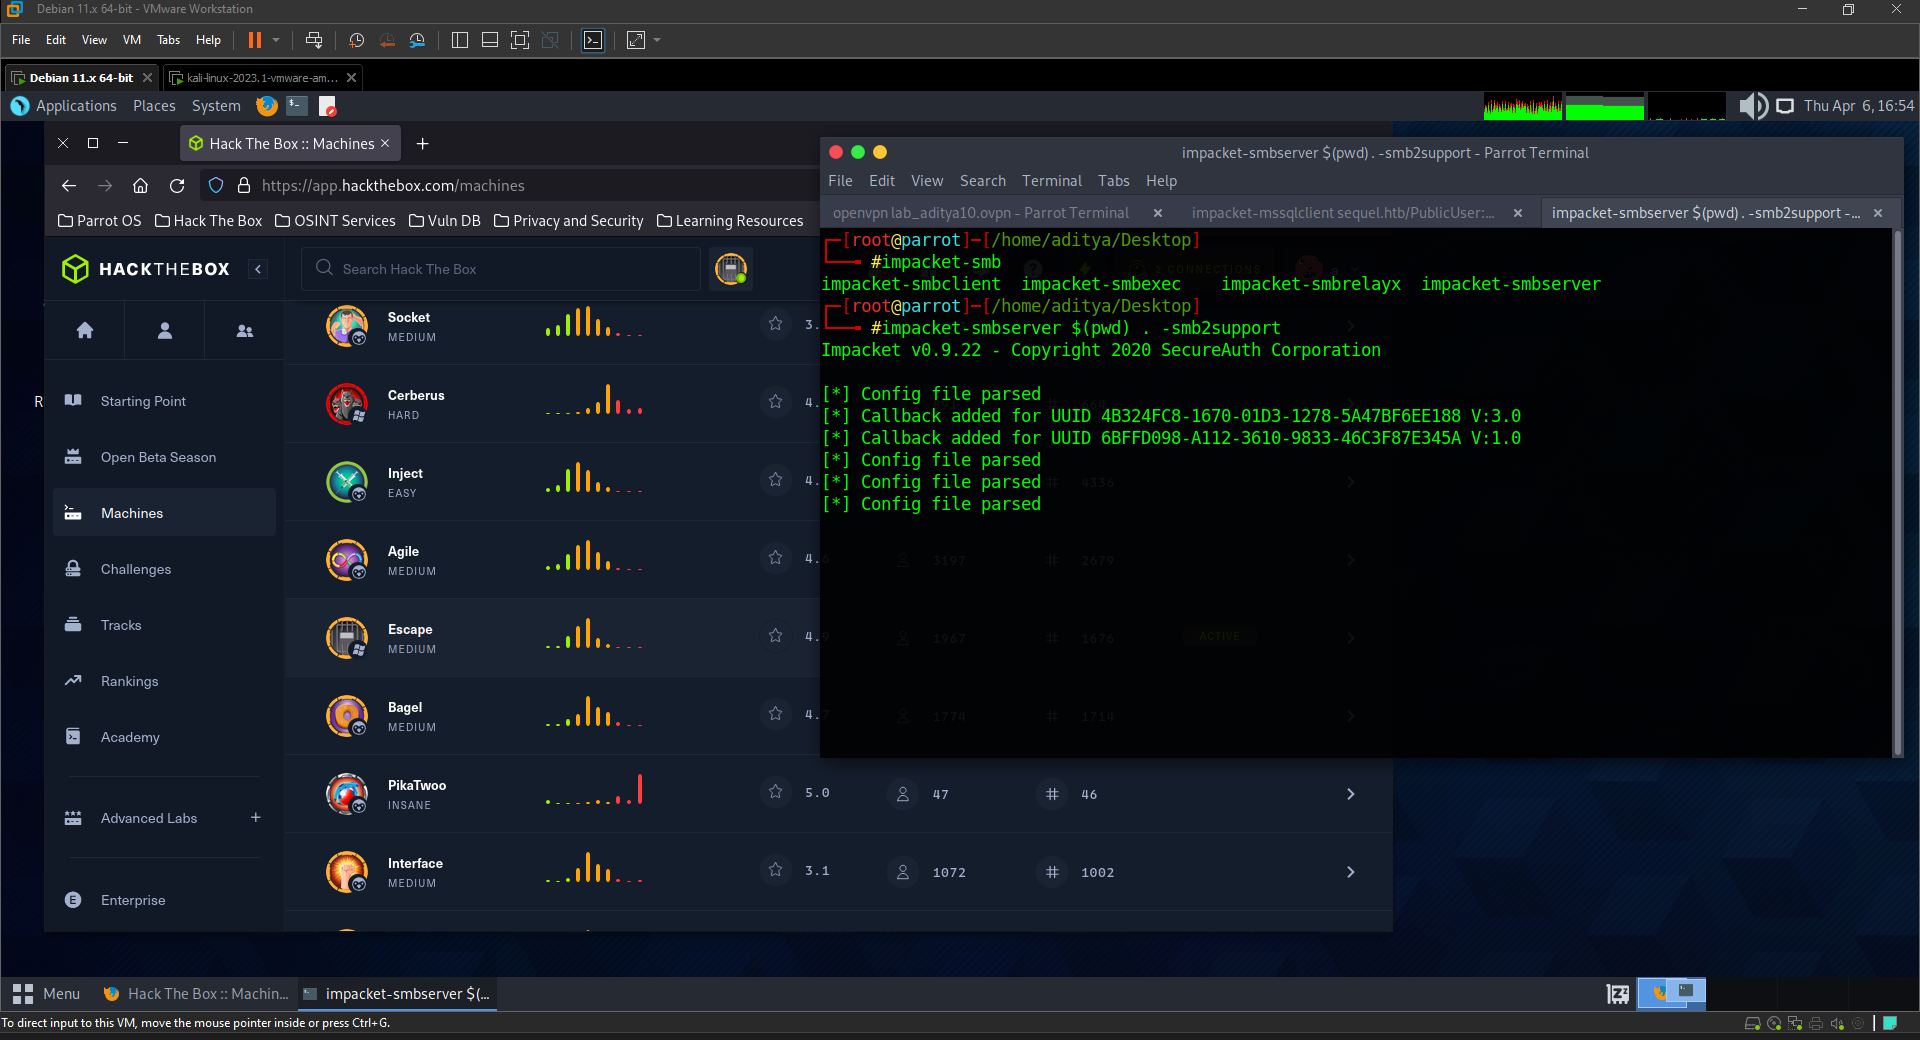 Debian 11.x 64-bit - VMware Workstation
File Edit View VM Tabs Help
Debian 11.x 64-bit kali-linux-2023.1-vmware-am...
Applications Places System Thu Apr 6, 16:54
Hack The Box :: Machines
https://app.hackthebox.com/machines
Parrot OS Hack The Box OSINT Services Vuln DB Privacy and Security Learning Resources
HACKTHEBOX
Search Hack The Box
Starting Point
Open Beta Season
Machines
Challenges
Tracks
Rankings
Academy
Advanced Labs +
Enterprise
Socket
MEDIUM
3.
Cerberus
HARD
4.
Inject
EASY
4.
4336
Agile
MEDIUM
4.6 3197 2679
Escape
MEDIUM
4.9 1967 1676 ACTIVE
Bagel
MEDIUM
4.7 1774 1714
PikaTwoo
INSANE
5.0 47 46
Interface
MEDIUM
3.1 1072 1002
impacket-smbserver $(pwd) . -smb2support - Parrot Terminal
File Edit View Search Terminal Tabs Help
openvpn lab_aditya10.ovpn - Parrot Terminal impacket-mssqlclient sequel.htb/PublicUser:... impacket-smbserver $(pwd) . -smb2support -...
[root@parrot]-[/home/aditya/Desktop]
#impacket-smb
impacket-smbclient impacket-smbexec impacket-smbrelayx impacket-smbserver
[root@parrot]-[/home/aditya/Desktop]
#impacket-smbserver $(pwd) . -smb2support
Impacket v0.9.22 - Copyright 2020 SecureAuth Corporation
[*] Config file parsed
[*] Callback added for UUID 4B324FC8-1670-01D3-1278-5A47BF6EE188 V:3.0
[*] Callback added for UUID 6BFFD098-A112-3610-9833-46C3F87E345A V:1.0
[*] Config file parsed
[*] Config file parsed
[*] Config file parsed
R
Menu Hack The Box :: Machin... impacket-smbserver $(...
To direct input to this VM, move the mouse pointer inside or press Ctrl+G.